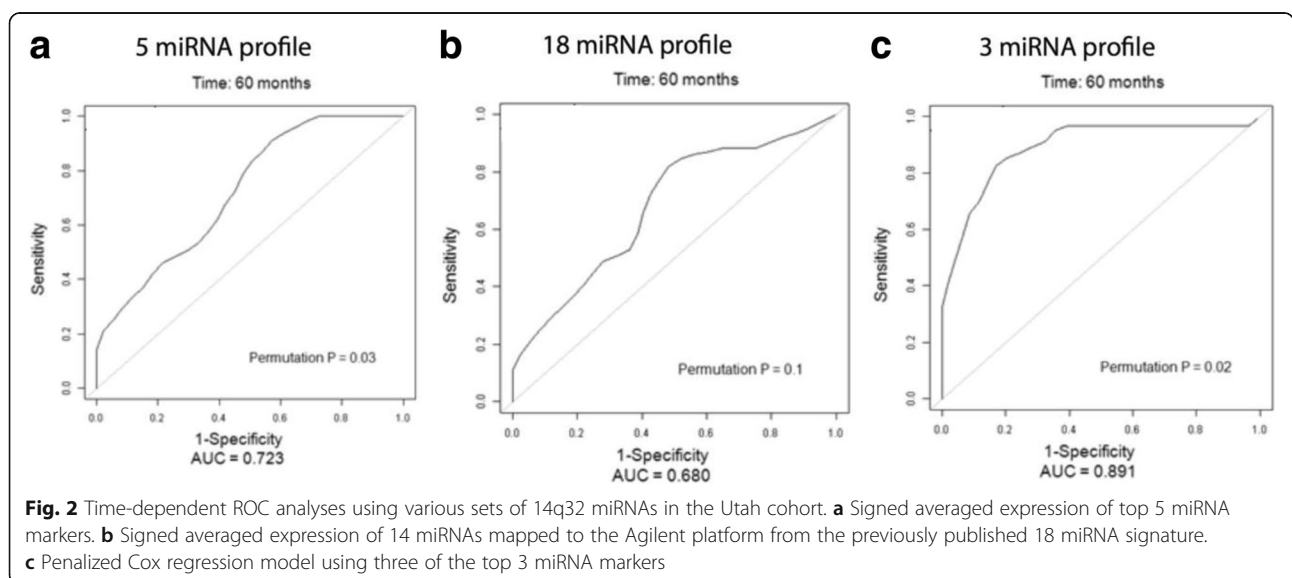 a
5 miRNA profile
Time: 60 months
Sensitivity
1.0
0.8
0.6
0.4
0.2
0.0
Permutation P = 0.03
0.0 0.2 0.4 0.6 0.8 1.0
1-Specificity
AUC = 0.723
b
18 miRNA profile
Time: 60 months
Sensitivity
1.0
0.8
0.6
0.4
0.2
0.0
Permutation P = 0.1
0.0 0.2 0.4 0.6 0.8 1.0
1-Specificity
AUC = 0.680
c
3 miRNA profile
Time: 60 months
Sensitivity
1.0
0.8
0.6
0.4
0.2
0.0
Permutation P = 0.02
0.0 0.2 0.4 0.6 0.8 1.0
1-Specificity
AUC = 0.891
Fig. 2 Time-dependent ROC analyses using various sets of 14q32 miRNAs in the Utah cohort. a Signed averaged expression of top 5 miRNA
markers. b Signed averaged expression of 14 miRNAs mapped to the Agilent platform from the previously published 18 miRNA signature.
c Penalized Cox regression model using three of the top 3 miRNA markers